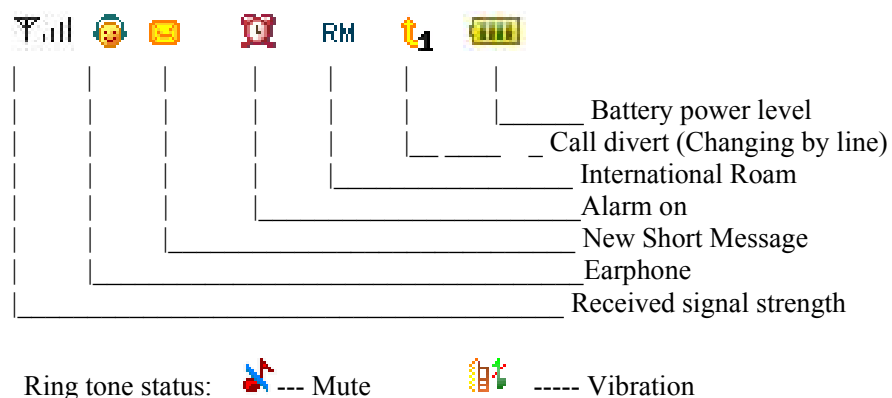 RM 1
Battery power level
Call divert (Changing by line)
International Roam
Alarm on
New Short Message
Earphone
Received signal strength
Ring tone status: --- Mute ----- Vibration